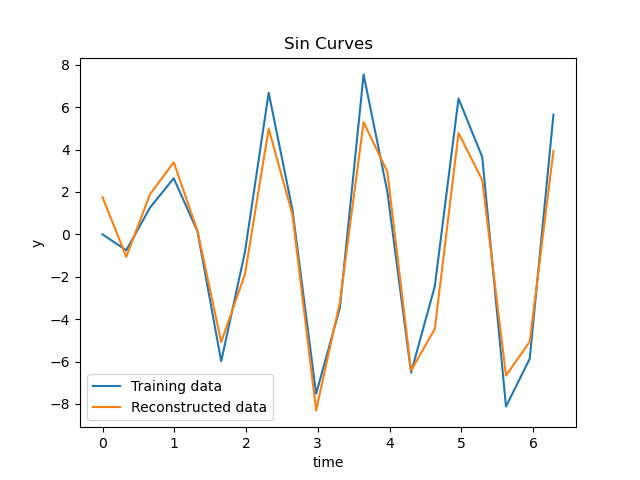 Sin Curves
8
6
4
2
0
−2
−4
−6
−8
y
Training data
Reconstructed data
0 1 2 3 4 5 6
time